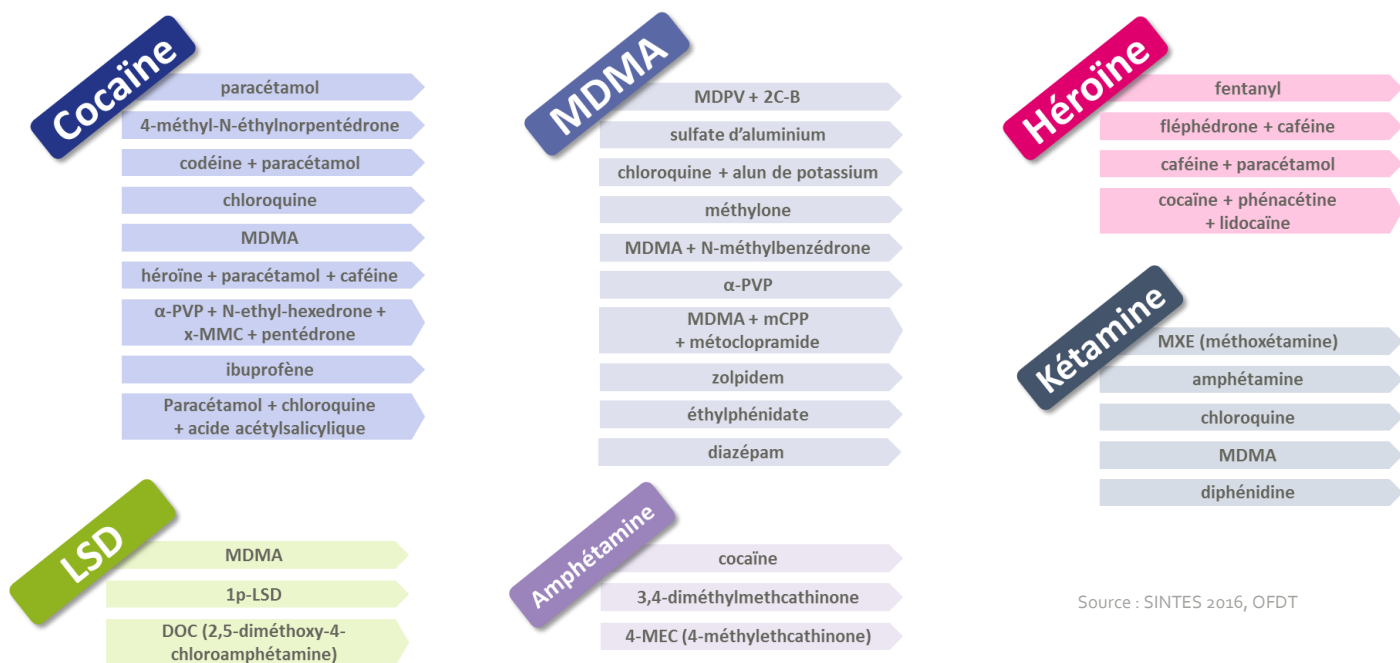 Cocaïne
paracétamol
4-méthyl-N-éthylnorpentédrone
codéine + paracétamol
chloroquine
MDMA
héroïne + paracétamol + caféine
α-PVP + N-ethyl-hexedrone +
x-MMC + pentédrone
ibuprofène
Paracétamol + chloroquine
+ acide acétylsalicylique
MDMA
MDPV + 2C-B
sulfate d'aluminium
chloroquine + alun de potassium
méthylone
MDMA + N-méthylbenzédrone
α-PVP
MDMA + mCPP
+ métoclopramide
zolpidem
éthylphénidate
diazépam
Héroïne
fentanyl
fléphédrone + caféine
caféine + paracétamol
cocaïne + phénacétine
+ lidocaïne
Kétamine
MXE (méthoxétamine)
amphétamine
chloroquine
MDMA
diphénidine
LSD
MDMA
1p-LSD
DOC (2,5-diméthoxy-4-
chloroamphétamine)
Amphétamine
cocaïne
3,4-diméthylmethcathinone
4-MEC (4-méthylethcathinone)
Source : SINTES 2016, OFDT